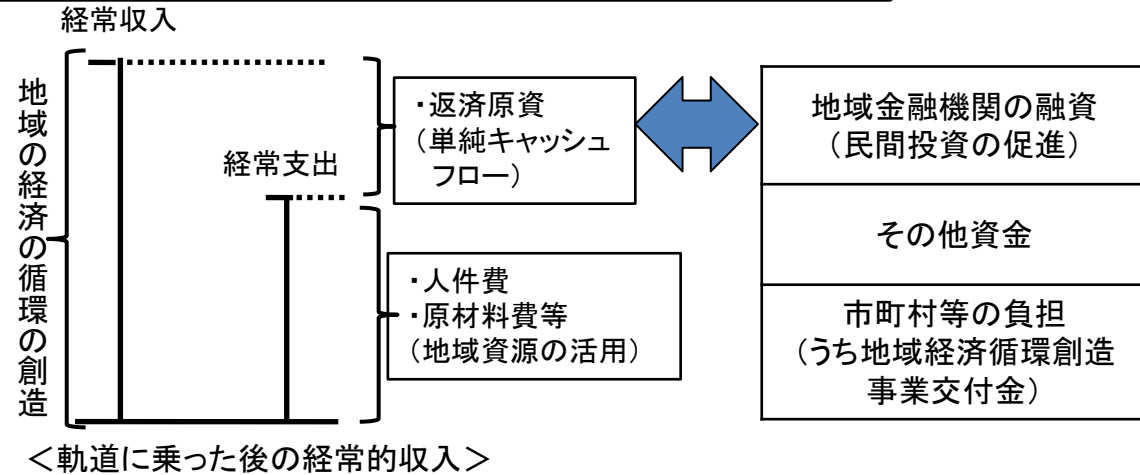 経常収入
地域の経済の循環の創造
経常支出
・返済原資
(単純キャッシュ
フロー)
・人件費
・原材料費等
(地域資源の活用)
地域金融機関の融資
(民間投資の促進)
その他資金
市町村等の負担
(うち地域経済循環創造
事業交付金)
<軌道に乗った後の経常的収入>